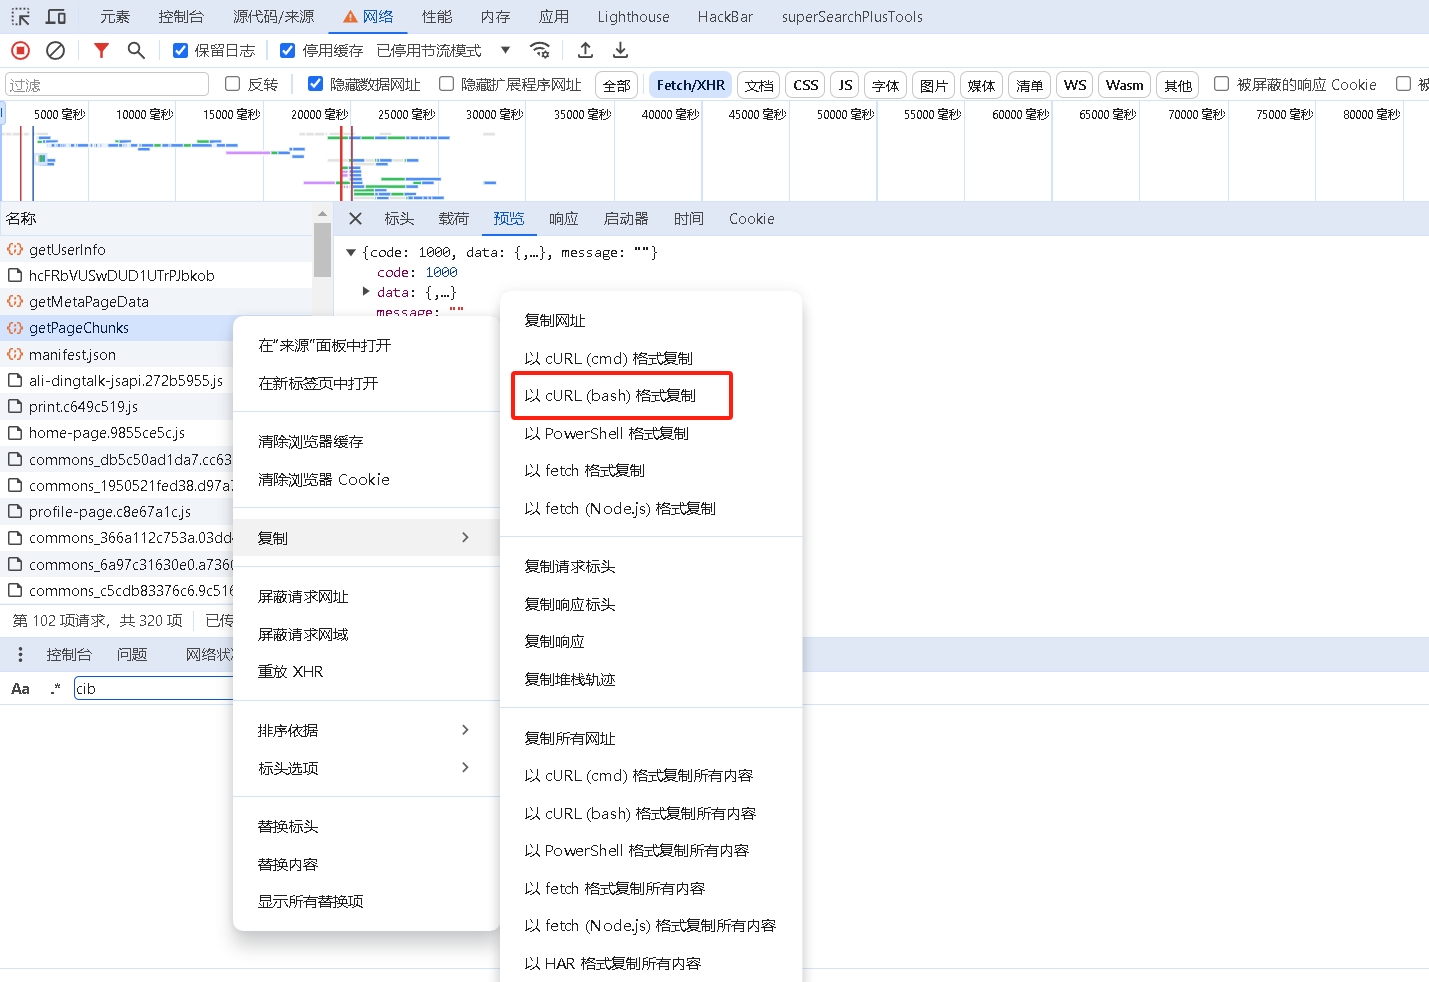 元素 控制台 源代码/来源 网络 性能 内存 应用 Lighthouse HackBar superSearchPlusTools
保留日志 停用缓存 已停用节流模式
过滤 反转 隐藏数据网址 隐藏扩展程序网址 全部 Fetch/XHR 文档 CSS JS 字体 图片 媒体 清单 WS Wasm 其他 被屏蔽的响应 Cookie
5000 毫秒 10000 毫秒 15000 毫秒 20000 毫秒 25000 毫秒 30000 毫秒 35000 毫秒 40000 毫秒 45000 毫秒 50000 毫秒 55000 毫秒 60000 毫秒 65000 毫秒 70000 毫秒 75000 毫秒 80000 毫秒
名称
getUserInfo
hcFRbVUSwDUD1UTrPJbkob
getMetaPageData
getPageChunks
manifest.json
ali-dingtalk-jsapi.272b5955.js
print.c649c519.js
home-page.9855ce5c.js
commons_db5c50ad1da7.cc63
commons_1950521fed38.d97a7
profile-page.c8e67a1c.js
commons_366a112c753a.03dd
commons_6a97c31630e0.a736
commons_c5cdb83376c6.9c516
第 102 项请求，共 320 项 已传
标头 载荷 预览 响应 启动器 时间 Cookie
{code: 1000, data: {,…}, message: ""}
code: 1000
data: {,…}
message: ""
在"来源"面板中打开
在新标签页中打开
清除浏览器缓存
清除浏览器 Cookie
复制
屏蔽请求网址
屏蔽请求网域
重放 XHR
排序依据
标头选项
替换标头
替换内容
显示所有替换项
复制网址
以 cURL (cmd) 格式复制
以 cURL (bash) 格式复制
以 PowerShell 格式复制
以 fetch 格式复制
以 fetch (Node.js) 格式复制
复制请求标头
复制响应标头
复制响应
复制堆栈轨迹
复制所有网址
以 cURL (cmd) 格式复制所有内容
以 cURL (bash) 格式复制所有内容
以 PowerShell 格式复制所有内容
以 fetch 格式复制所有内容
以 fetch (Node.js) 格式复制所有内容
以 HAR 格式复制所有内容
控制台 问题 网络状
Aa .* cib